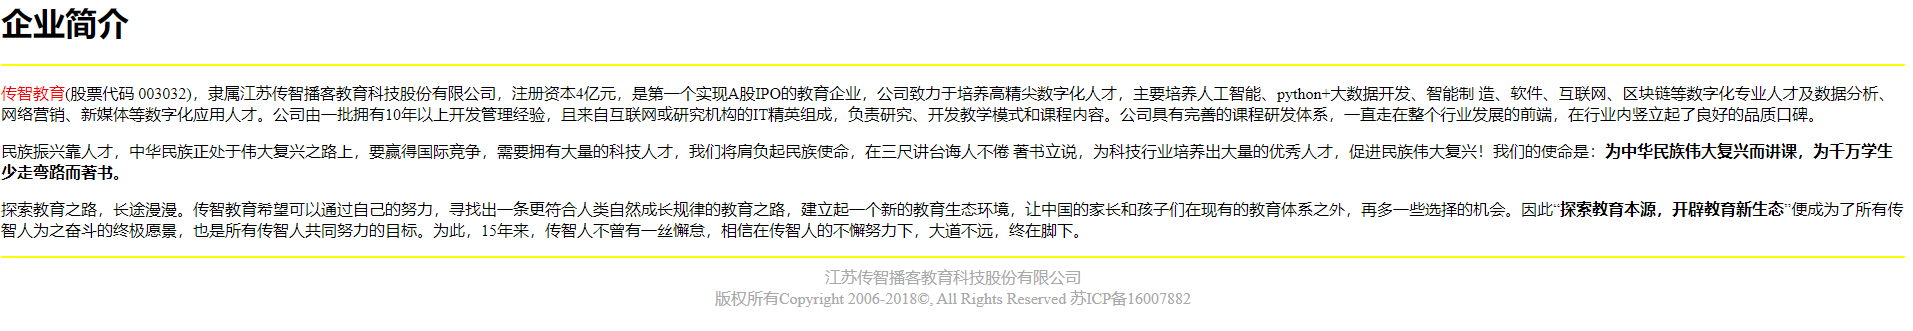 企业简介
传智教育(股票代码 003032)，隶属江苏传智播客教育科技股份有限公司，注册资本4亿元，是第一个实现A股IPO的教育企业，公司致力于培养高精尖数字化人才，主要培养人工智能、python+大数据开发、智能制 造、软件、互联网、区块链等数字化专业人才及数据分析、
网络营销、新媒体等数字化应用人才。公司由一批拥有10年以上开发管理经验，且来自互联网或研究机构的IT精英组成，负责研究、开发教学模式和课程内容。公司具有完善的课程研发体系，一直走在整个行业发展的前端，在行业内竖立起了良好的品质口碑。
民族振兴靠人才，中华民族正处于伟大复兴之路上，要赢得国际竞争，需要拥有大量的科技人才，我们将肩负起民族使命，在三尺讲台诲人不倦 著书立说，为科技行业培养出大量的优秀人才，促进民族伟大复兴！我们的使命是：为中华民族伟大复兴而讲课，为千万学生
少走弯路而著书。
探索教育之路，长途漫漫。传智教育希望可以通过自己的努力，寻找出一条更符合人类自然成长规律的教育之路，建立起一个新的教育生态环境，让中国的家长和孩子们在现有的教育体系之外，再多一些选择的机会。因此“探索教育本源，开辟教育新生态”便成为了所有传
智人为之奋斗的终极愿景，也是所有传智人共同努力的目标。为此，15年来，传智人不曾有一丝懈怠，相信在传智人的不懈努力下，大道不远，终在脚下。
江苏传智播客教育科技股份有限公司
版权所有Copyright 2006-2018©, All Rights Reserved 苏ICP备16007882